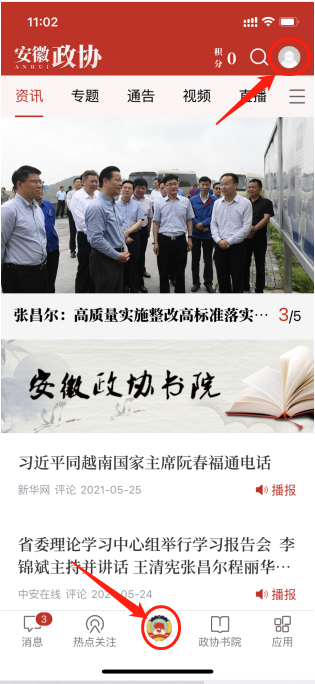 11:02
安徽政协
ANHUI
积分 0
资讯 专题 通告 视频 直播
张昌尔：高质量实施整改高标准落实… 3/5
安徽政协书院
习近平同越南国家主席阮春福通电话
新华网 评论 2021-05-25 播报
省委理论学习中心组举行学习报告会 李
锦斌主持并讲话 王清宪张昌尔程丽华…
中安在线 评论 2021-05-24 播报
3
消息 热点关注 政协书院 应用